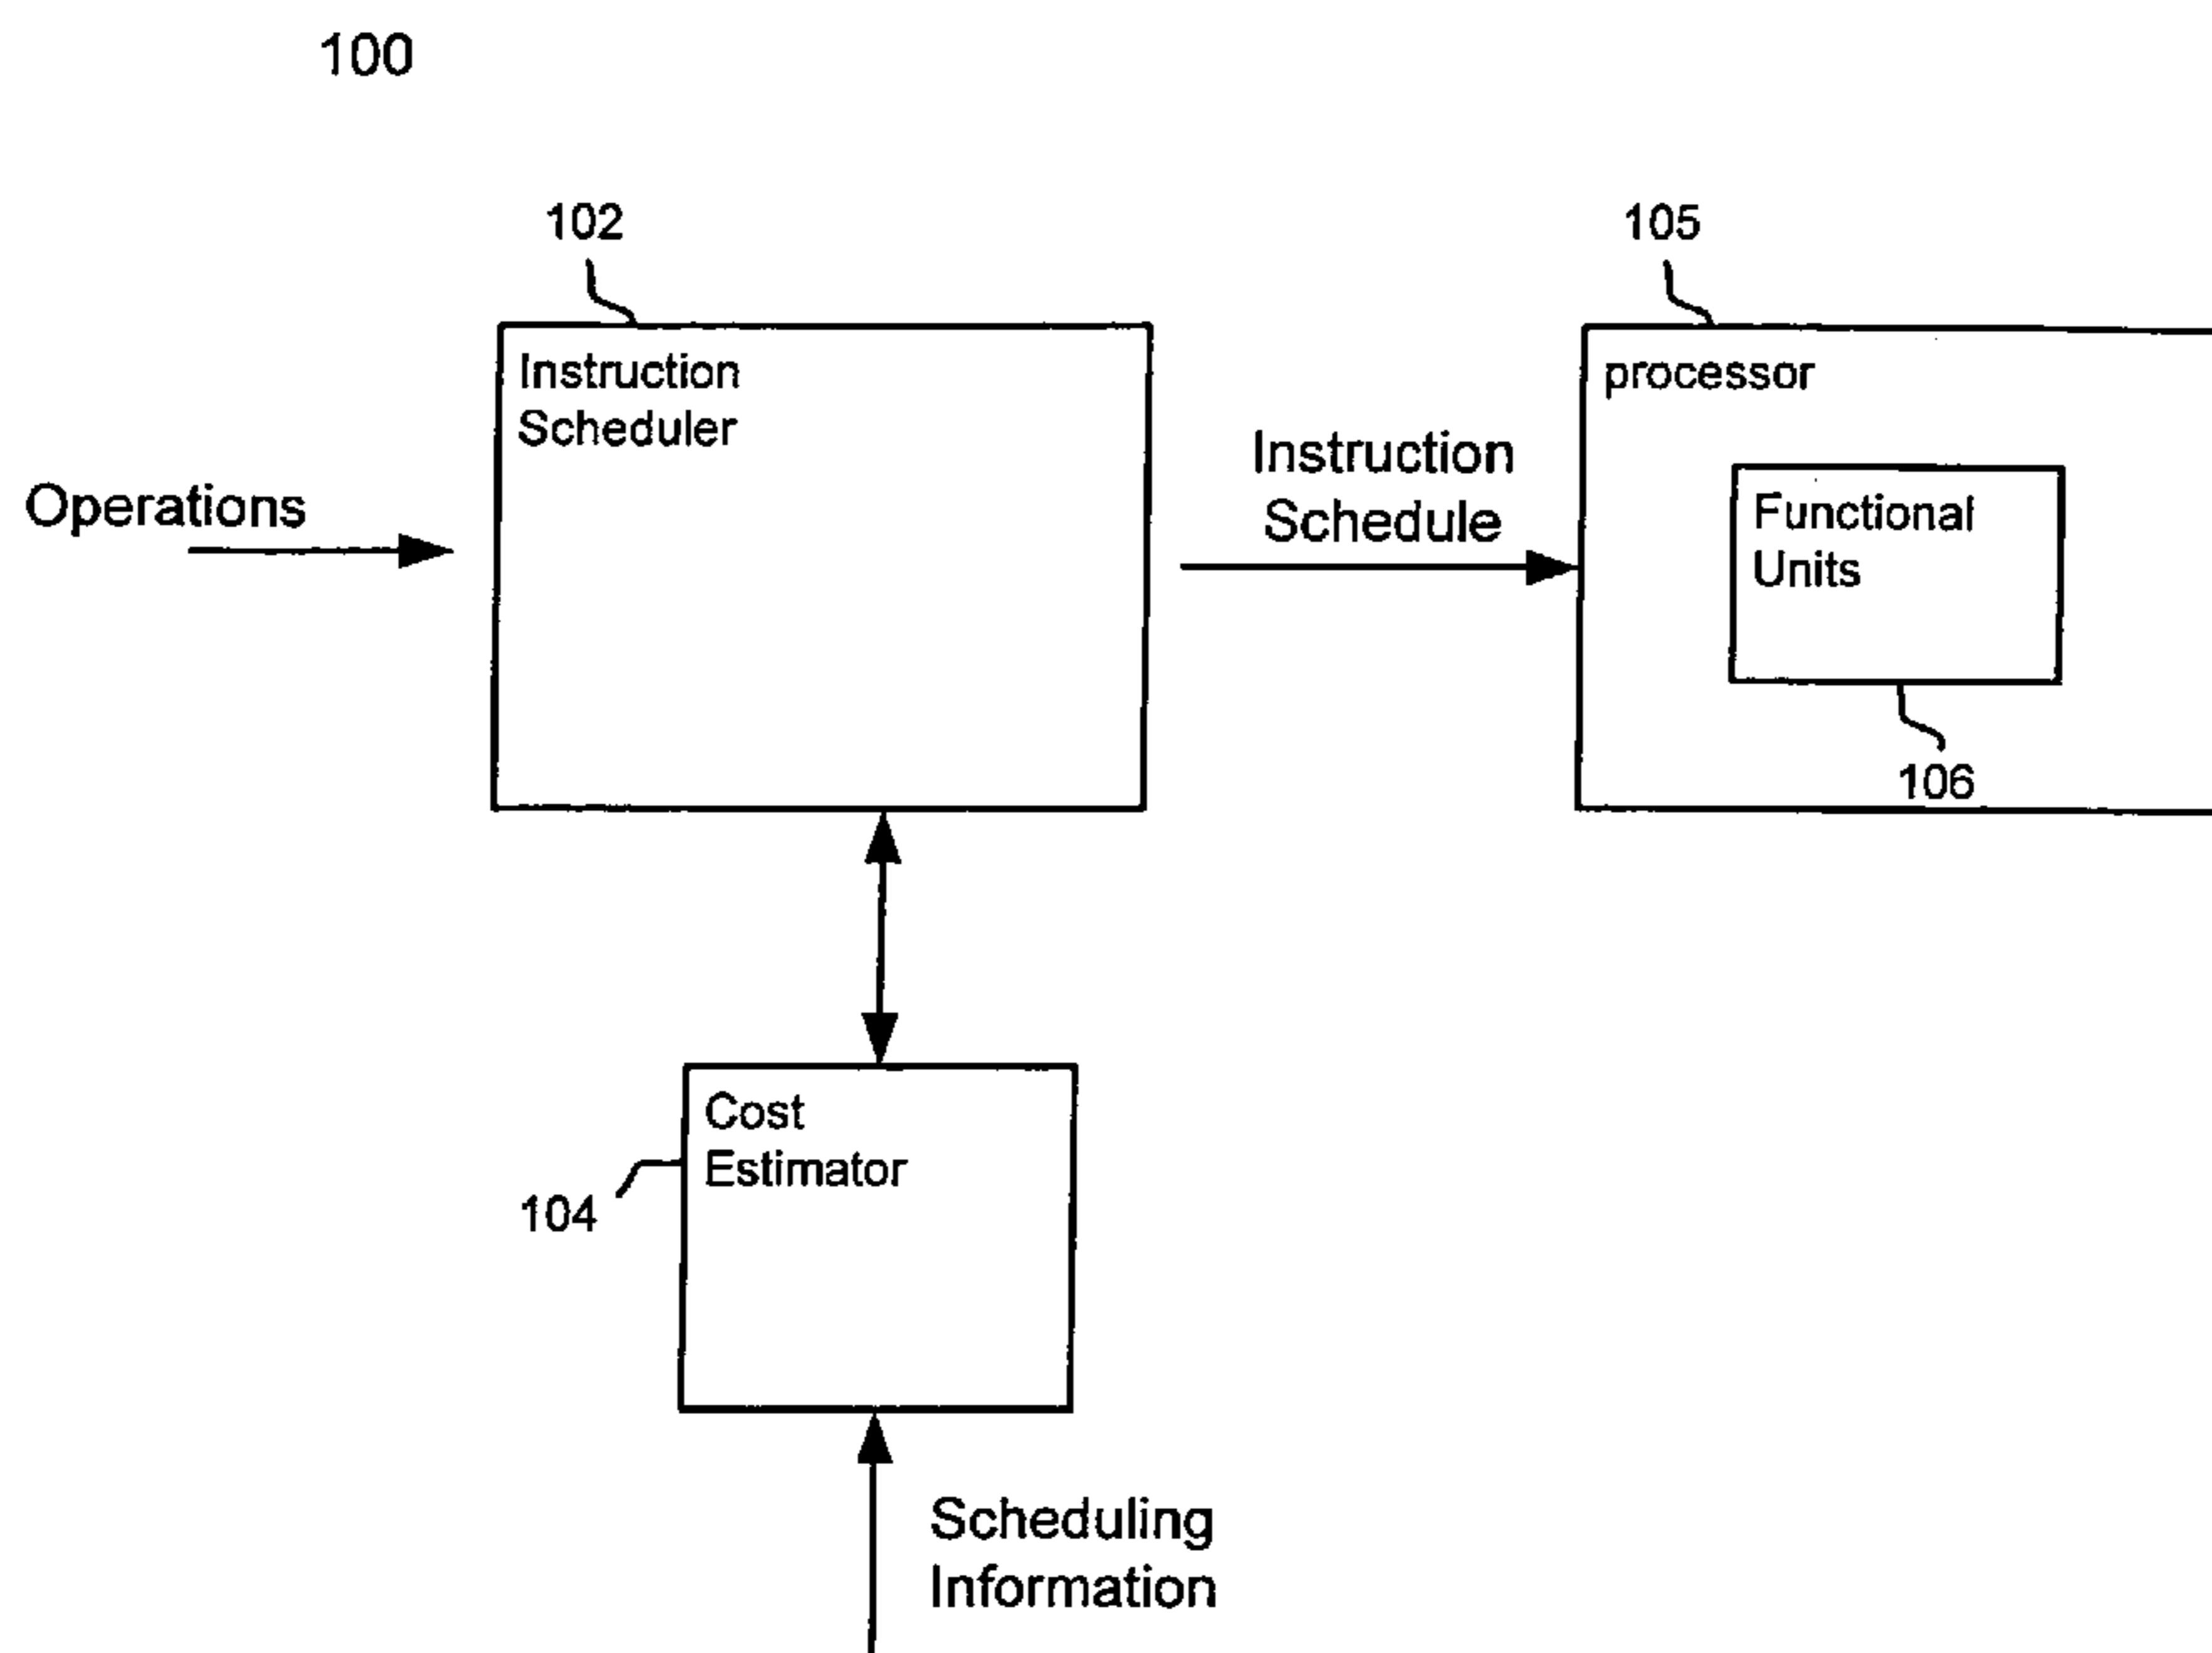 100
102
105
Instruction
Scheduler
processor
Operations
Instruction
Schedule
Functional
Units
106
Cost
Estimator
104
Scheduling
Information